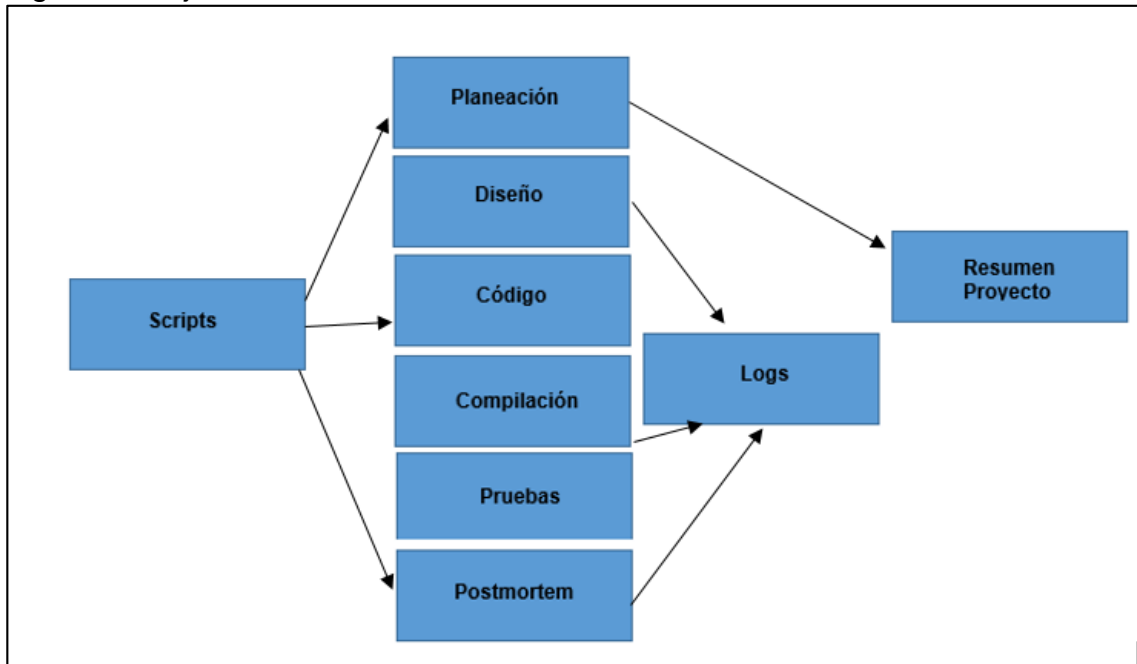 Planeación
Diseño
Código
Compilación
Pruebas
Postmortem
Scripts
Logs
Resumen
Proyecto